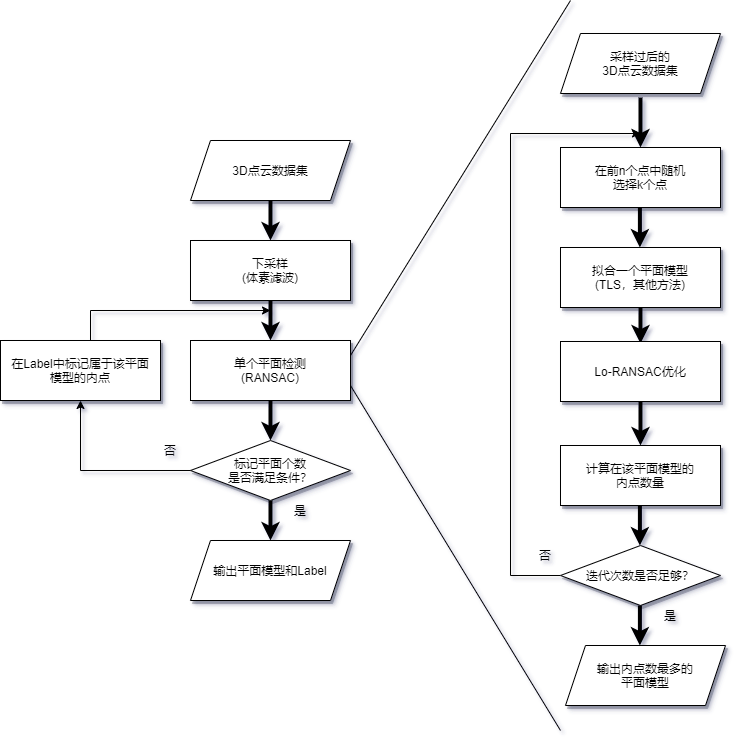 3D点云数据集
下采样
(体素滤波)
在Label中标记属于该平面
模型的内点
单个平面检测
(RANSAC)
否
标记平面个数
是否满足条件?
是
输出平面模型和Label
采样过后的
3D点云数据集
在前n个点中随机
选择k个点
拟合一个平面模型
(TLS，其他方法)
Lo-RANSAC优化
计算在该平面模型的
内点数量
否
迭代次数是否足够?
是
输出内点数最多的
平面模型